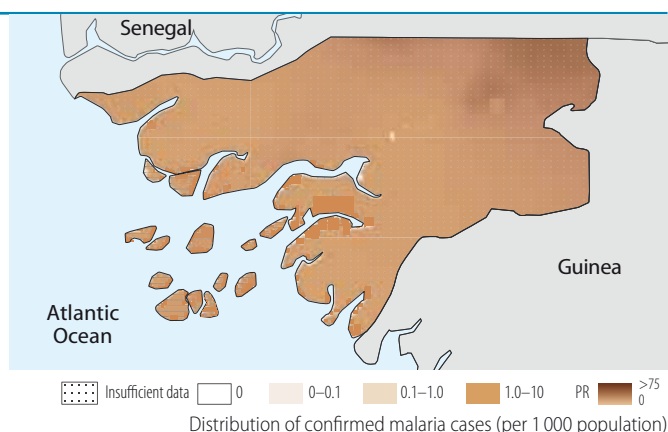 Senegal
Guinea
Atlantic
Ocean
Insufficient data 0 0–0.1 0.1–1.0 1.0–10 PR >75
0
Distribution of confirmed malaria cases (per 1 000 population)